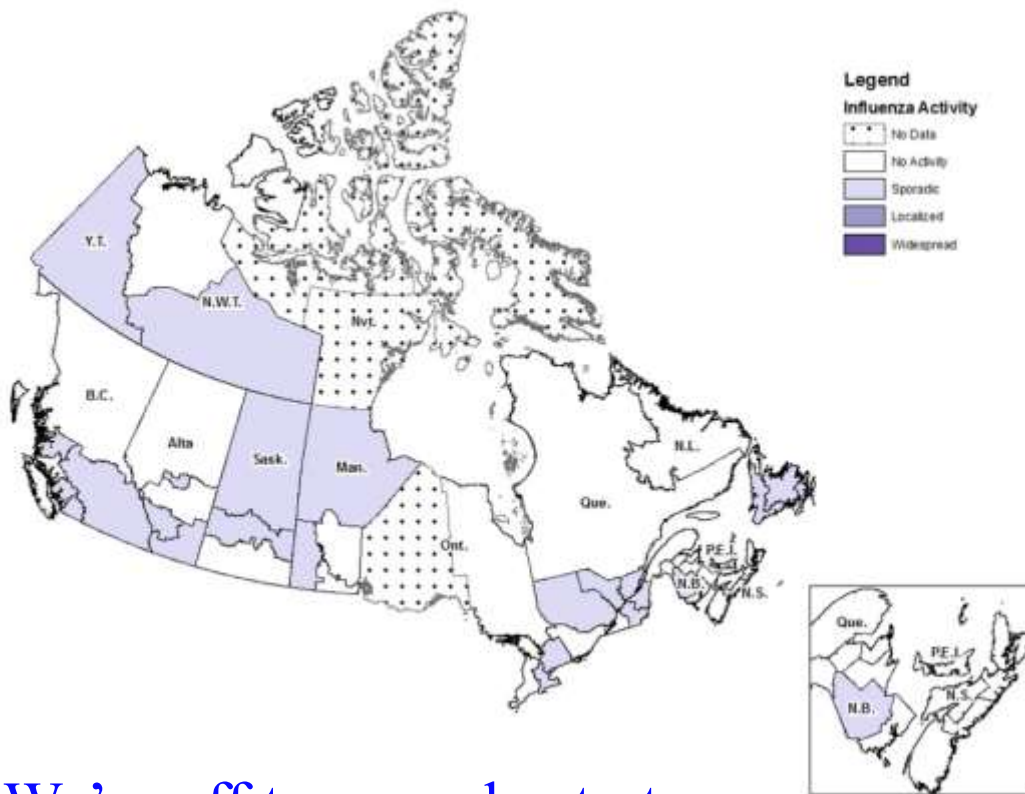 Legend
Influenza Activity
No Data
No Activity
Sporadic
Localized
Widespread
Y.T.
N.W.T.
Nvt.
B.C.
Alta
Sask.
Man.
N.L.
Que.
Ont.
P.E.I.
N.B.
N.S.
Que.
P.E.I.
N.S.
N.B.